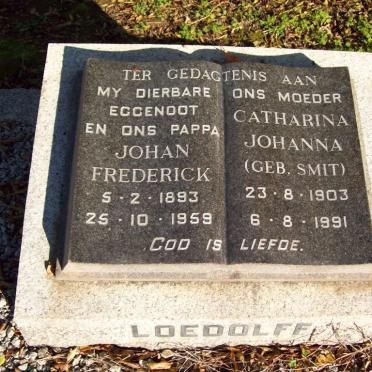 TER GEDAGTENIS AAN
MY DIERBARE
EGGENOOT
EN ONS PAPPA
JOHAN
FREDERICK
5 - 2 - 1893
25 - 10 - 1959
ONS MOEDER
CATHARINA
JOHANNA
(GEB. SMIT)
23 - 8 - 1903
6 - 8 - 1991
GOD IS LIEFDE.
LOEDOLFF